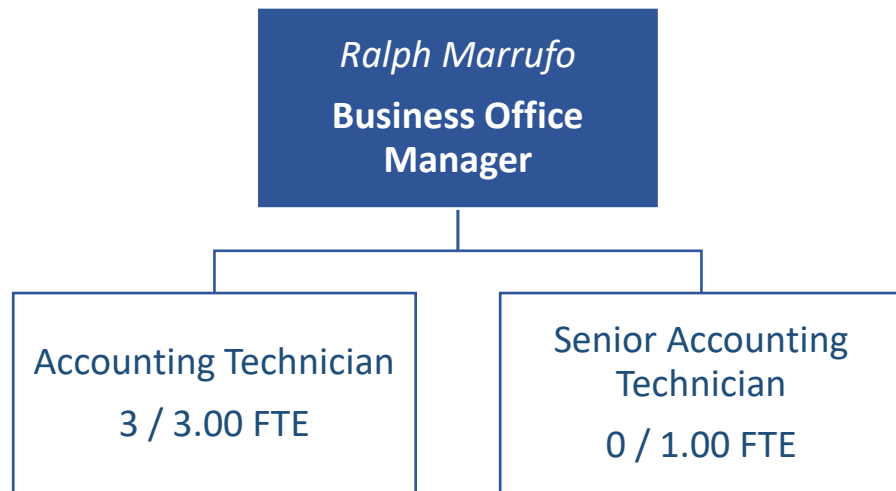 Ralph Marrufo
Business Office
Manager
Accounting Technician
3 / 3.00 FTE
Senior Accounting
Technician
0 / 1.00 FTE